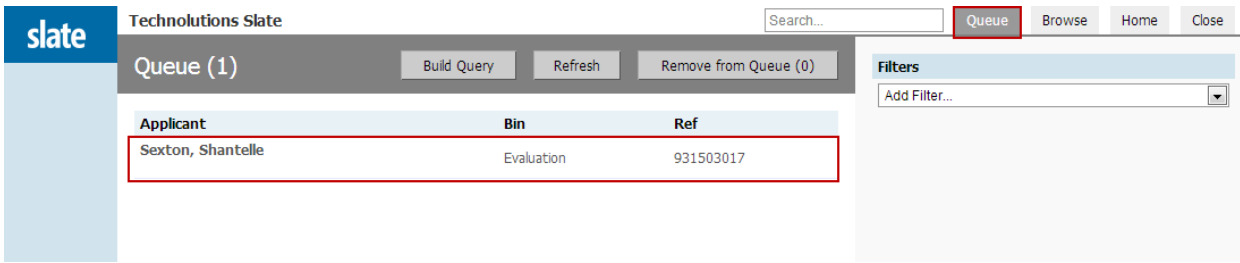 slate
Technolutions Slate
Search...
Queue Browse Home Close
Queue (1)
Build Query Refresh Remove from Queue (0)
Filters
Add Filter...
Applicant Bin Ref
Sexton, Shantelle Evaluation 931503017